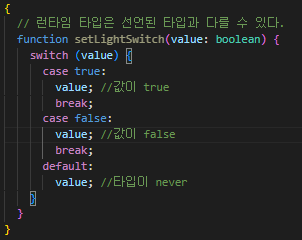 {
// 런타임 타입은 선언된 타입과 다를 수 있다.
function setLightSwitch(value: boolean) {
switch (value) {
case true:
value; //값이 true
break;
case false:
value; //값이 false
break;
default:
value; //타입이 never
}
}
}